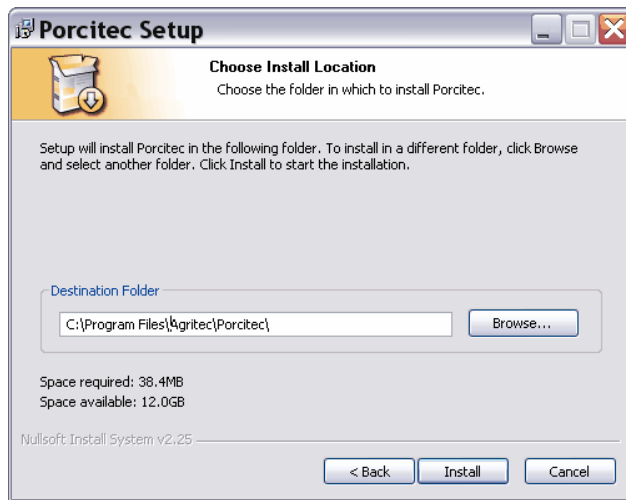 Porcitec Setup
Choose Install Location
Choose the folder in which to install Porcitec.
Setup will install Porcitec in the following folder. To install in a different folder, click Browse
and select another folder. Click Install to start the installation.
Destination Folder
C:\Program Files\Agritec\Porcitec\
Browse...
Space required: 38.4MB
Space available: 12.0GB
Nullsoft Install System v2.25
< Back
Install
Cancel